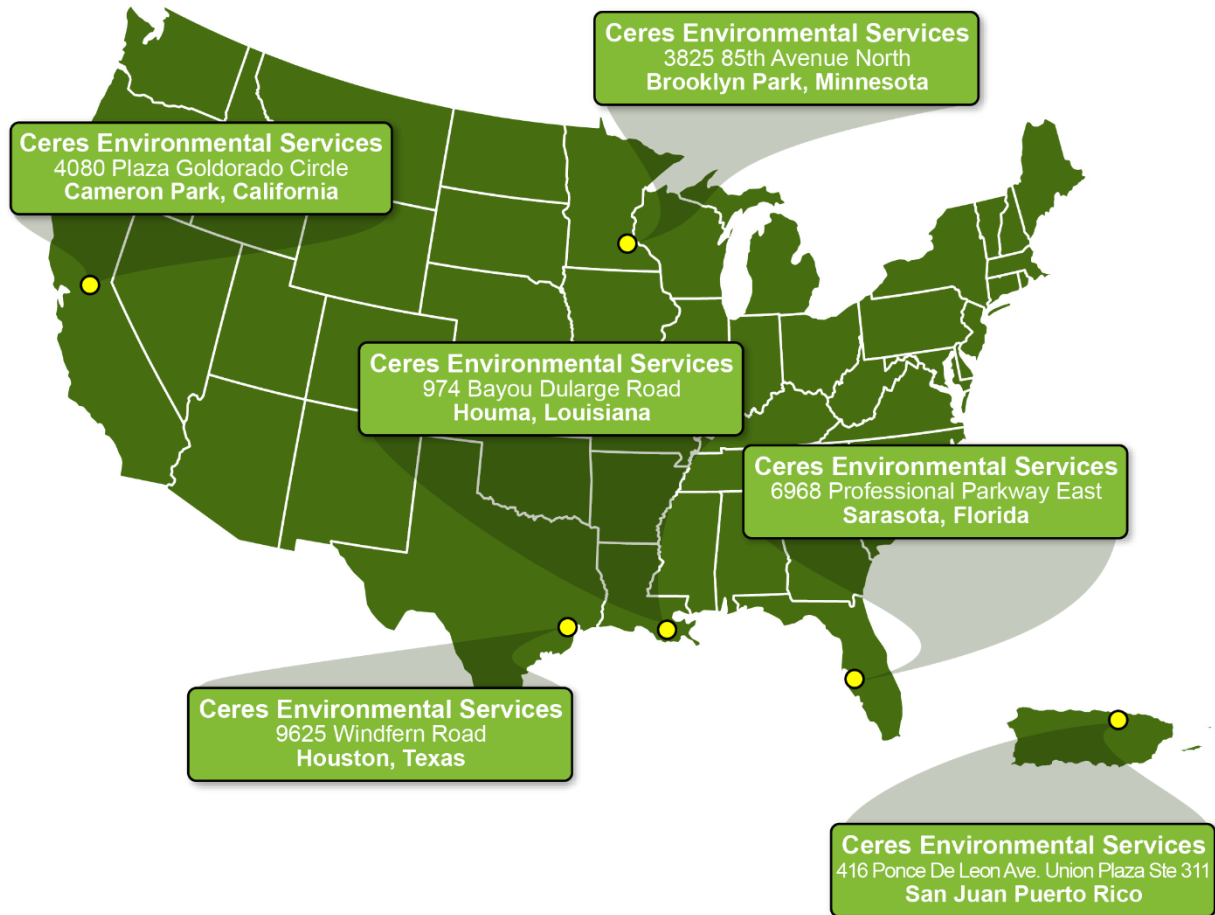 Ceres Environmental Services
3825 85th Avenue North
Brooklyn Park, Minnesota
Ceres Environmental Services
4080 Plaza Goldorado Circle
Cameron Park, California
Ceres Environmental Services
974 Bayou Dularge Road
Houma, Louisiana
Ceres Environmental Services
6968 Professional Parkway East
Sarasota, Florida
Ceres Environmental Services
9625 Windfern Road
Houston, Texas
Ceres Environmental Services
416 Ponce De Leon Ave. Union Plaza Ste 311
San Juan Puerto Rico